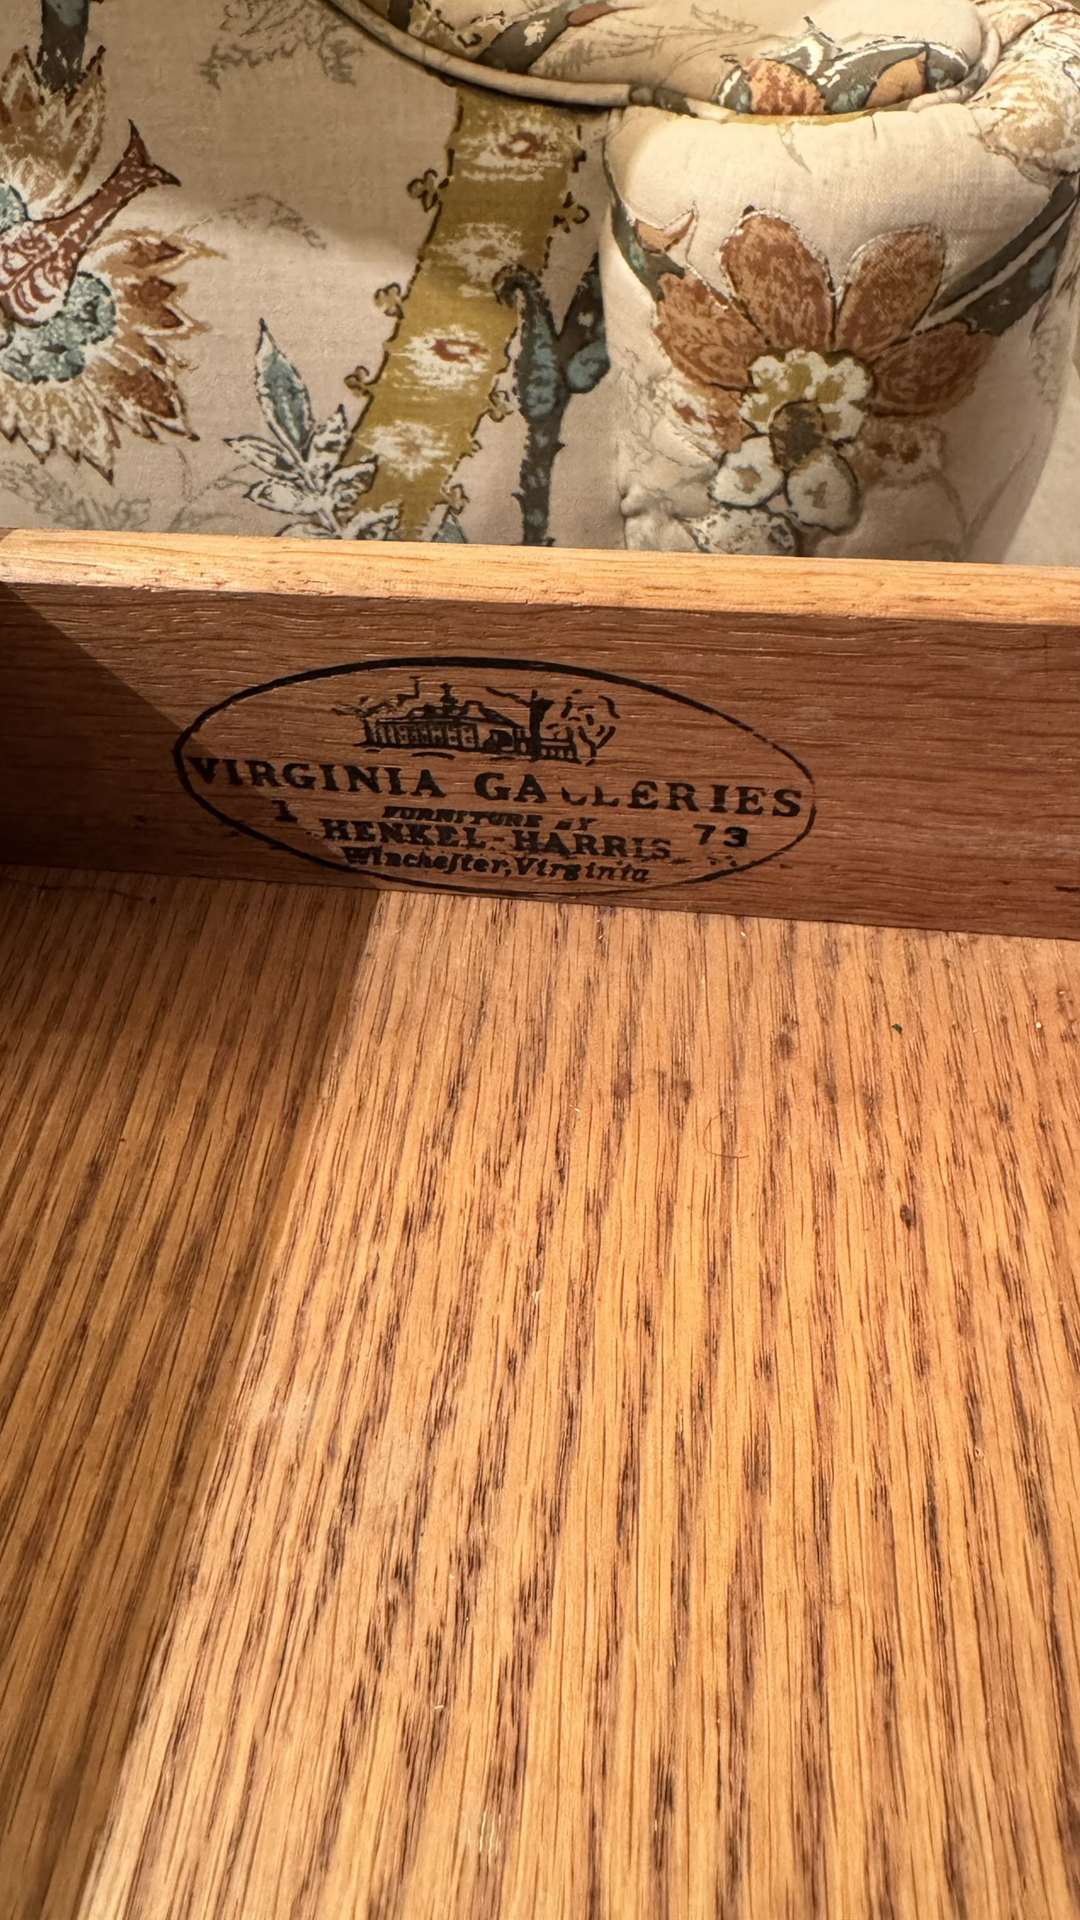 VIRGINIA GALLERIES
1 FURNITURE BY 73
HENKEL-HARRIS
Winchester, Virginia